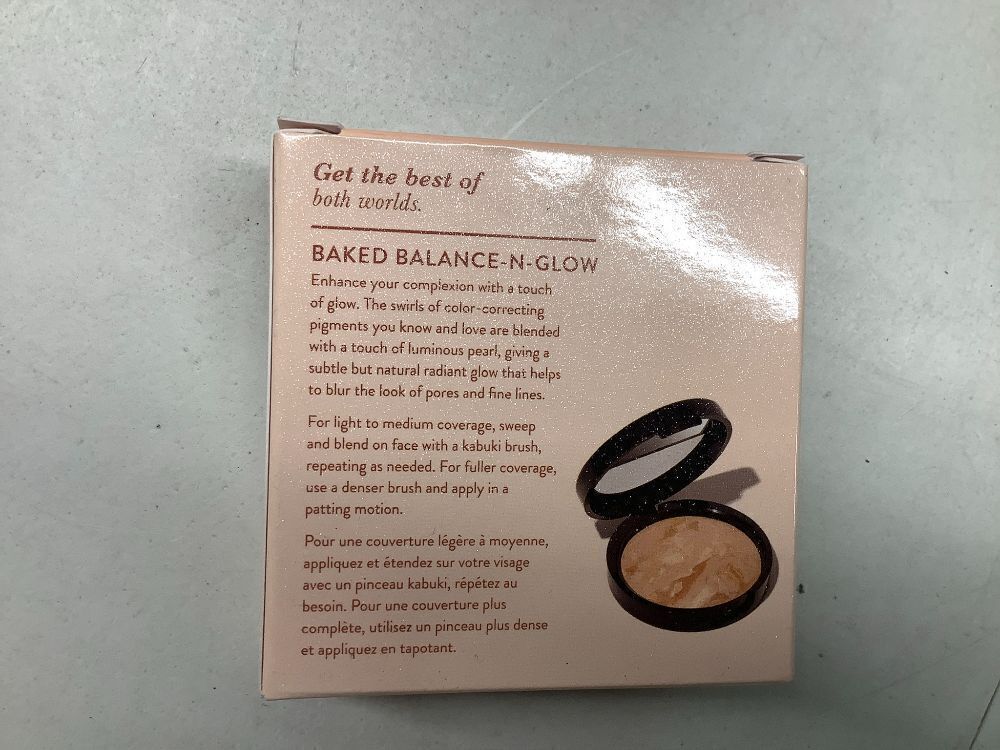 Get the best of
both worlds.
BAKED BALANCE-N-GLOW
Enhance your complexion with a touch
of glow. The swirls of color-correcting
pigments you know and love are blended
with a touch of luminous pearl, giving a
subtle but natural radiant glow that helps
to blur the look of pores and fine lines.
For light to medium coverage, sweep
and blend on face with a kabuki brush,
repeating as needed. For fuller coverage,
use a denser brush and apply in a
patting motion.
Pour une couverture légère à moyenne,
appliquez et étendez sur votre visage
avec un pinceau kabuki, répétez au
besoin. Pour une couverture plus
complète, utilisez un pinceau plus dense
et appliquez en tapotant.